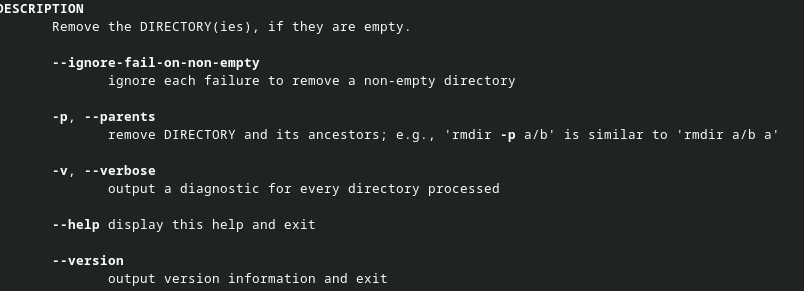 DESCRIPTION
Remove the DIRECTORY(ies), if they are empty.
--ignore-fail-on-non-empty
ignore each failure to remove a non-empty directory
-p, --parents
remove DIRECTORY and its ancestors; e.g., 'rmdir -p a/b' is similar to 'rmdir a/b a'
-v, --verbose
output a diagnostic for every directory processed
--help display this help and exit
--version
output version information and exit